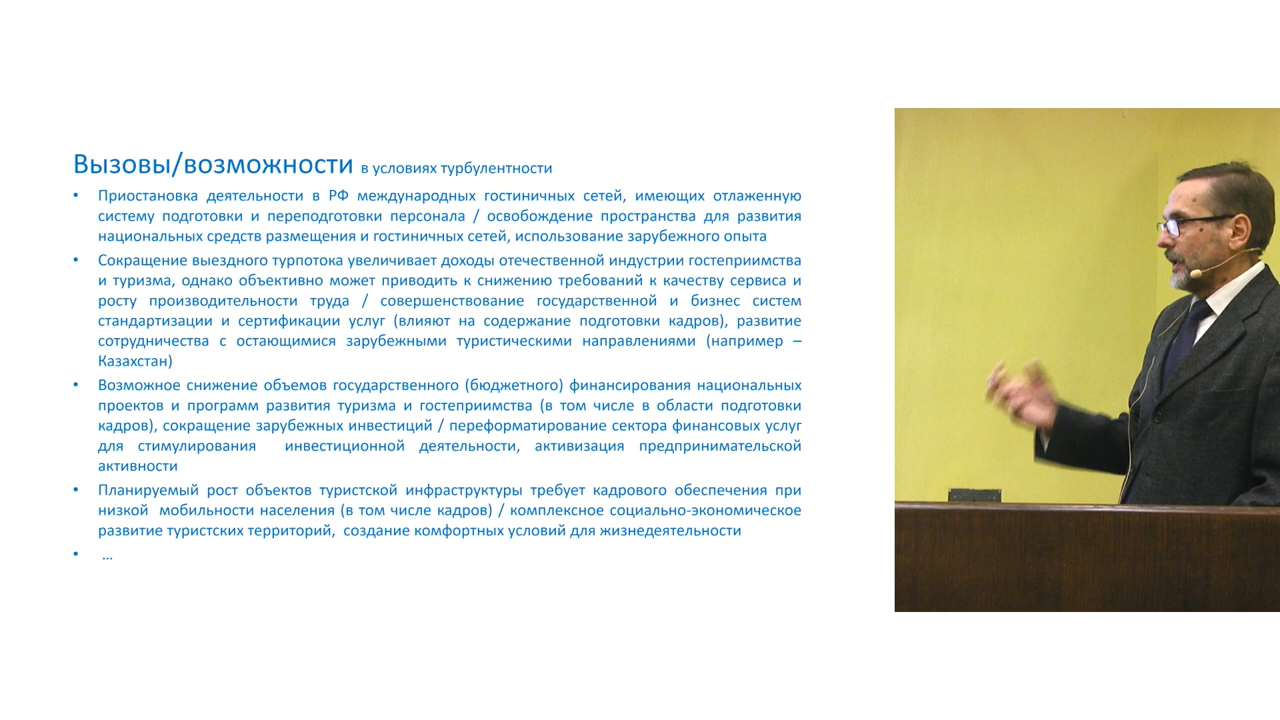 Вызовы/возможности в условиях турбулентности
• Приостановка деятельности в РФ международных гостиничных сетей, имеющих отлаженную
систему подготовки и переподготовки персонала / освобождение пространства для развития
национальных средств размещения и гостиничных сетей, использование зарубежного опыта
• Сокращение выездного турпотока увеличивает доходы отечественной индустрии гостеприимства
и туризма, однако объективно может приводить к снижению требований к качеству сервиса и
росту производительности труда / совершенствование государственной и бизнес систем
стандартизации и сертификации услуг (влияют на содержание подготовки кадров), развитие
сотрудничества с остающимися зарубежными туристическими направлениями (например –
Казахстан)
• Возможное снижение объемов государственного (бюджетного) финансирования национальных
проектов и программ развития туризма и гостеприимства (в том числе в области подготовки
кадров), сокращение зарубежных инвестиций / переформатирование сектора финансовых услуг
для стимулирования инвестиционной деятельности, активизация предпринимательской
активности
• Планируемый рост объектов туристской инфраструктуры требует кадрового обеспечения при
низкой мобильности населения (в том числе кадров) / комплексное социально-экономическое
развитие туристских территорий, создание комфортных условий для жизнедеятельности
• …